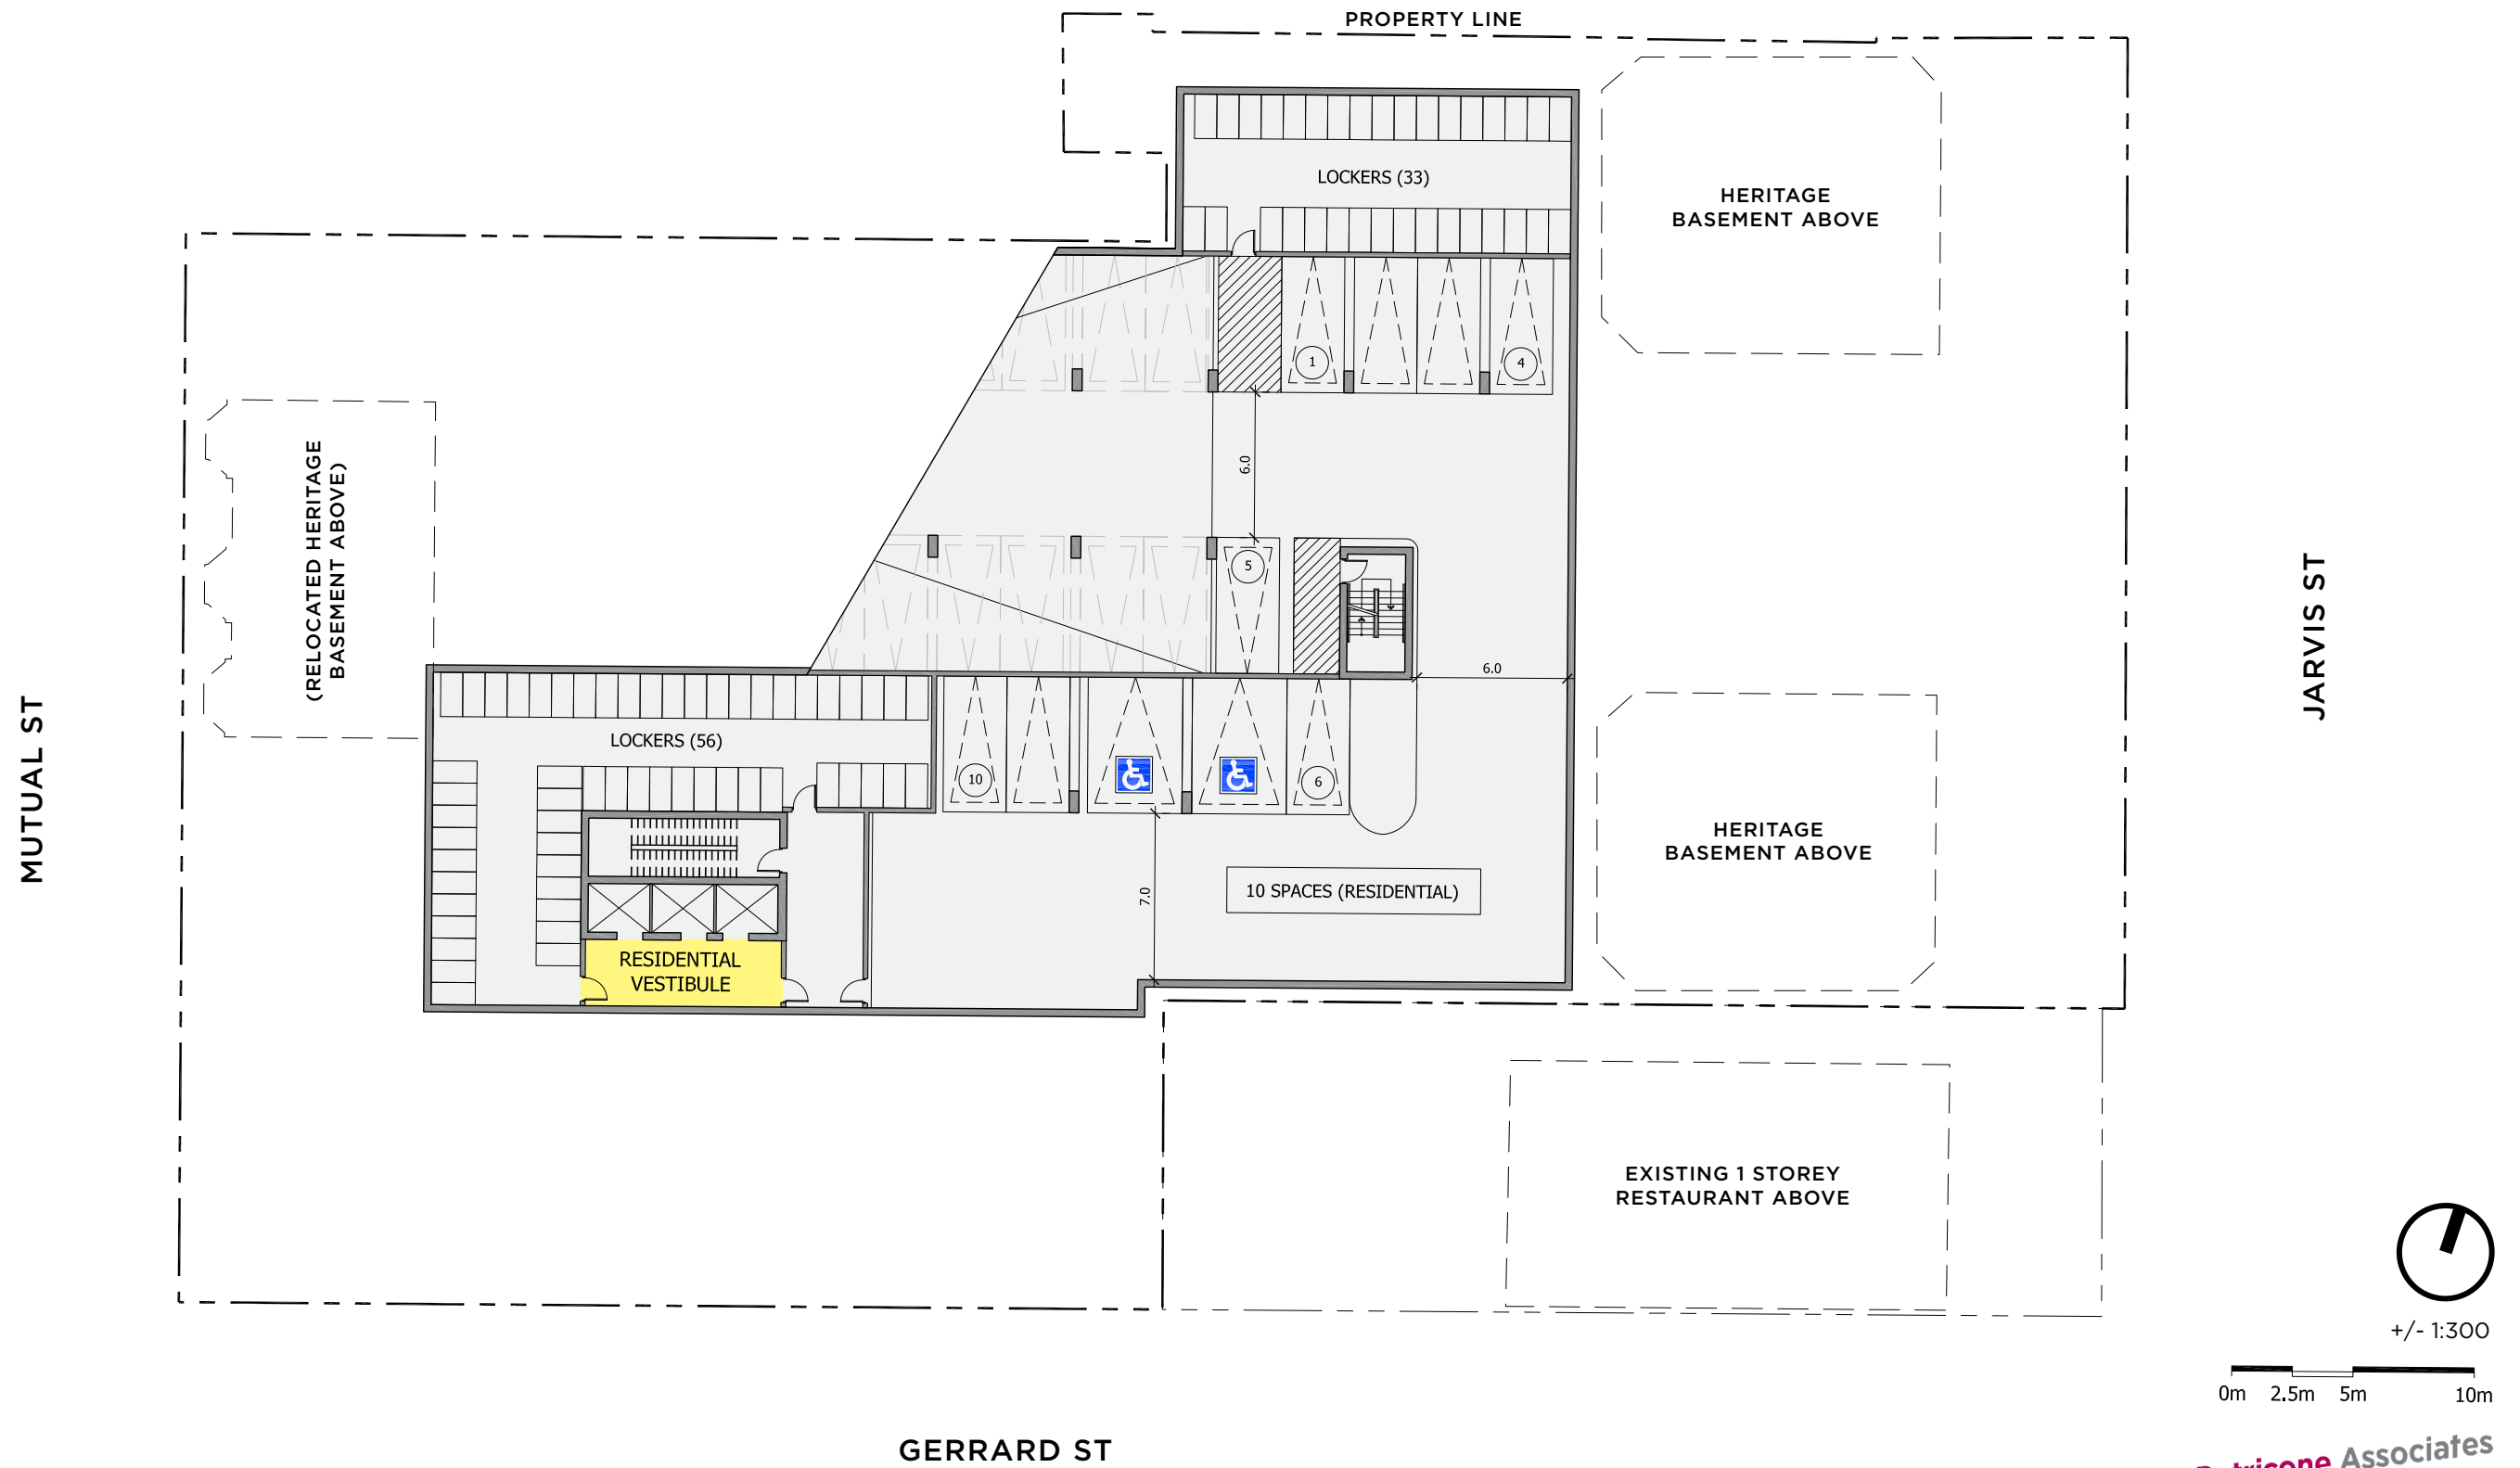 PROPERTY LINE
LOCKERS (33)
HERITAGE
BASEMENT ABOVE
1
4
6.0
(RELOCATED HERITAGE
BASEMENT ABOVE)
5
6.0
JARVIS ST
MUTUAL ST
LOCKERS (56)
10
6
HERITAGE
BASEMENT ABOVE
7.0
10 SPACES (RESIDENTIAL)
RESIDENTIAL
VESTIBULE
EXISTING 1 STOREY
RESTAURANT ABOVE
+/- 1:300
0m 2.5m 5m 10m
GERRARD ST
Associates